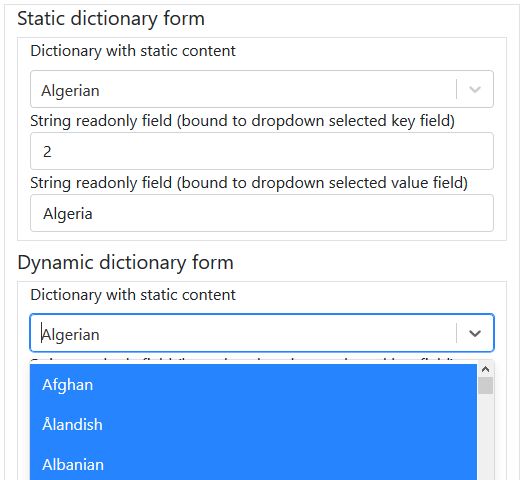 Static dictionary form
Dictionary with static content
Algerian
String readonly field (bound to dropdown selected key field)
2
String readonly field (bound to dropdown selected value field)
Algeria
Dynamic dictionary form
Dictionary with static content
Algerian
Afghan
Ålandish
Albanian